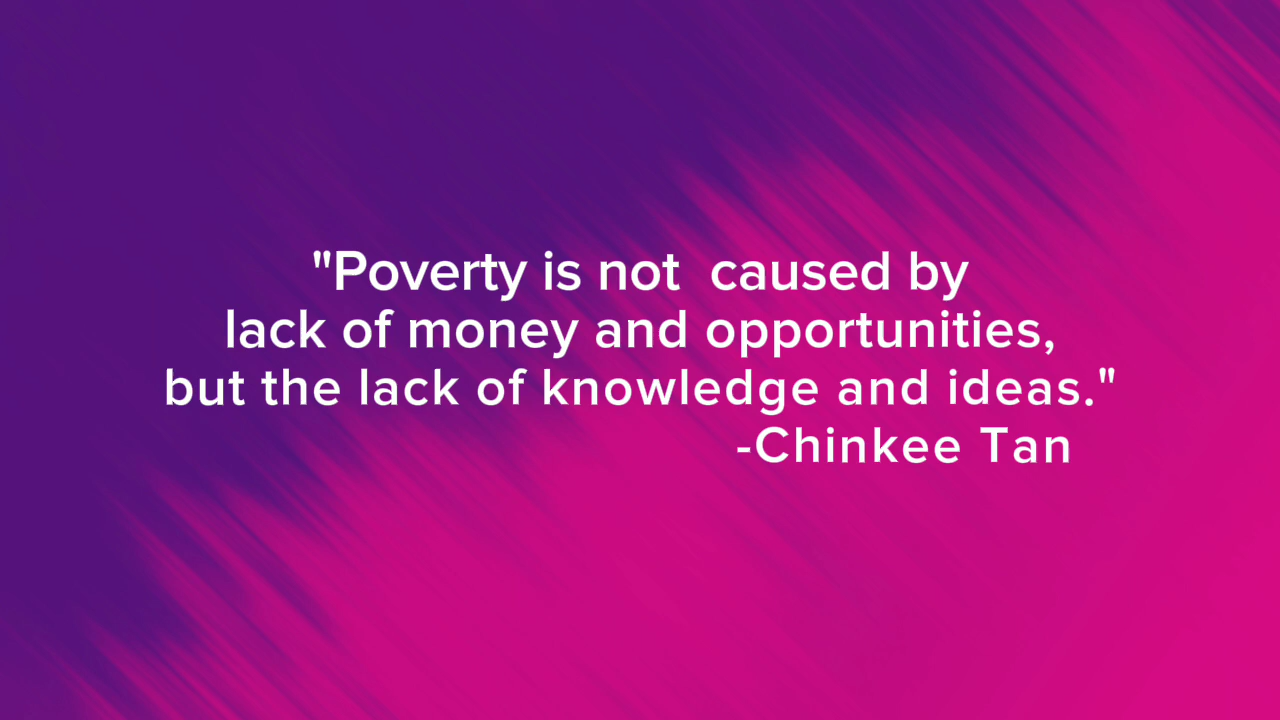 "Poverty is not  caused by
lack of money and opportunities,
but the lack of knowledge and ideas."
-Chinkee Tan